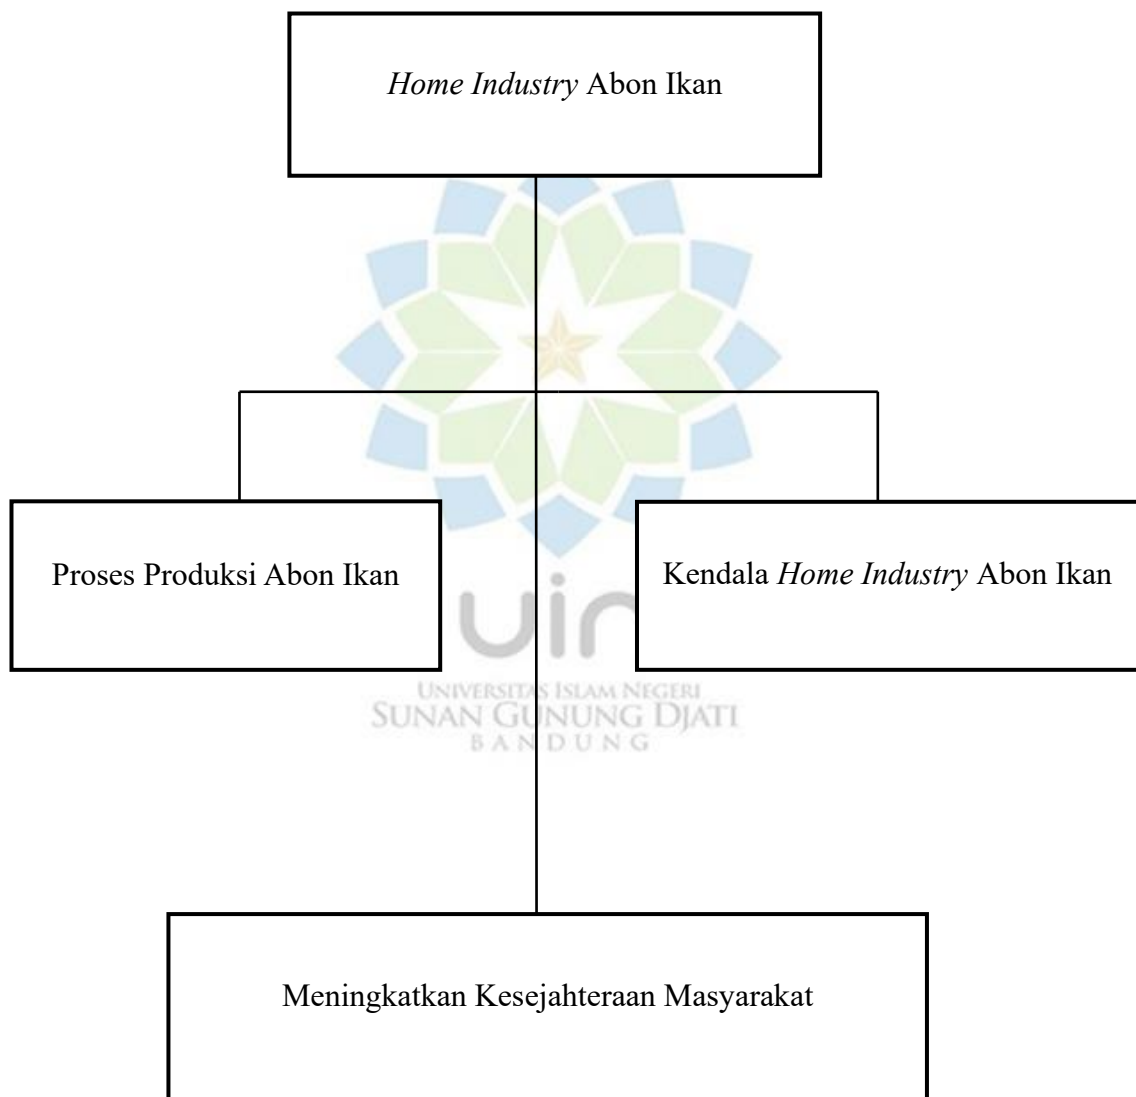 Home Industry Abon Ikan
Proses Produksi Abon Ikan
Kendala Home Industry Abon Ikan
UNIVERSITAS ISLAM NEGERI
SUNAN GUNUNG DJATI
BANDUNG
Meningkatkan Kesejahteraan Masyarakat